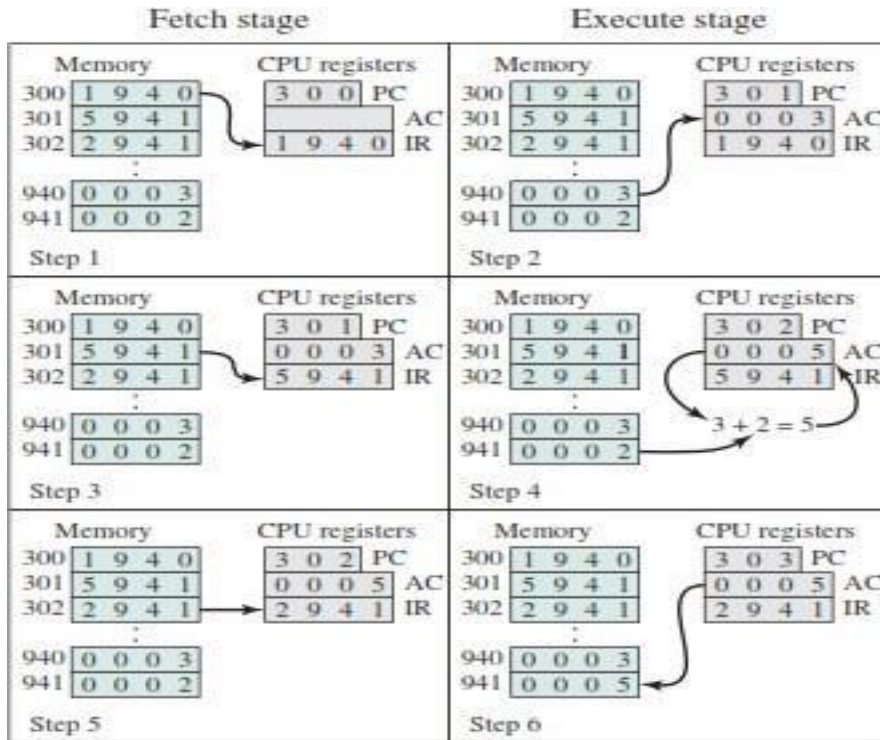 Fetch stage
Execute stage
Memory CPU registers
300 1 9 4 0 3 0 0 PC
301 5 9 4 1 AC
302 2 9 4 1 1 9 4 0 IR
:
940 0 0 0 3
941 0 0 0 2
Step 1
Memory CPU registers
300 1 9 4 0 3 0 1 PC
301 5 9 4 1 0 0 0 3 AC
302 2 9 4 1 1 9 4 0 IR
:
940 0 0 0 3
941 0 0 0 2
Step 2
Memory CPU registers
300 1 9 4 0 3 0 1 PC
301 5 9 4 1 0 0 0 3 AC
302 2 9 4 1 5 9 4 1 IR
:
940 0 0 0 3
941 0 0 0 2
Step 3
Memory CPU registers
300 1 9 4 0 3 0 2 PC
301 5 9 4 1 0 0 0 5 AC
302 2 9 4 1 5 9 4 1 IR
:
940 0 0 0 3 3 + 2 = 5
941 0 0 0 2
Step 4
Memory CPU registers
300 1 9 4 0 3 0 2 PC
301 5 9 4 1 0 0 0 5 AC
302 2 9 4 1 2 9 4 1 IR
:
940 0 0 0 3
941 0 0 0 2
Step 5
Memory CPU registers
300 1 9 4 0 3 0 3 PC
301 5 9 4 1 0 0 0 5 AC
302 2 9 4 1 2 9 4 1 IR
:
940 0 0 0 3
941 0 0 0 5
Step 6